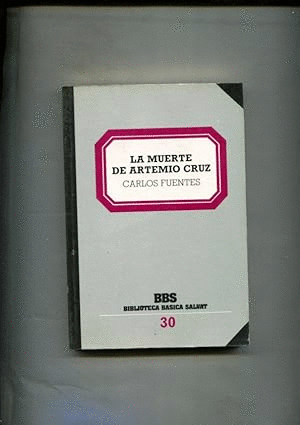 LA MUERTE
DE ARTEMIO CRUZ
CARLOS FUENTES
BBS
BIBLIOTECA BASICA SALVAT
30